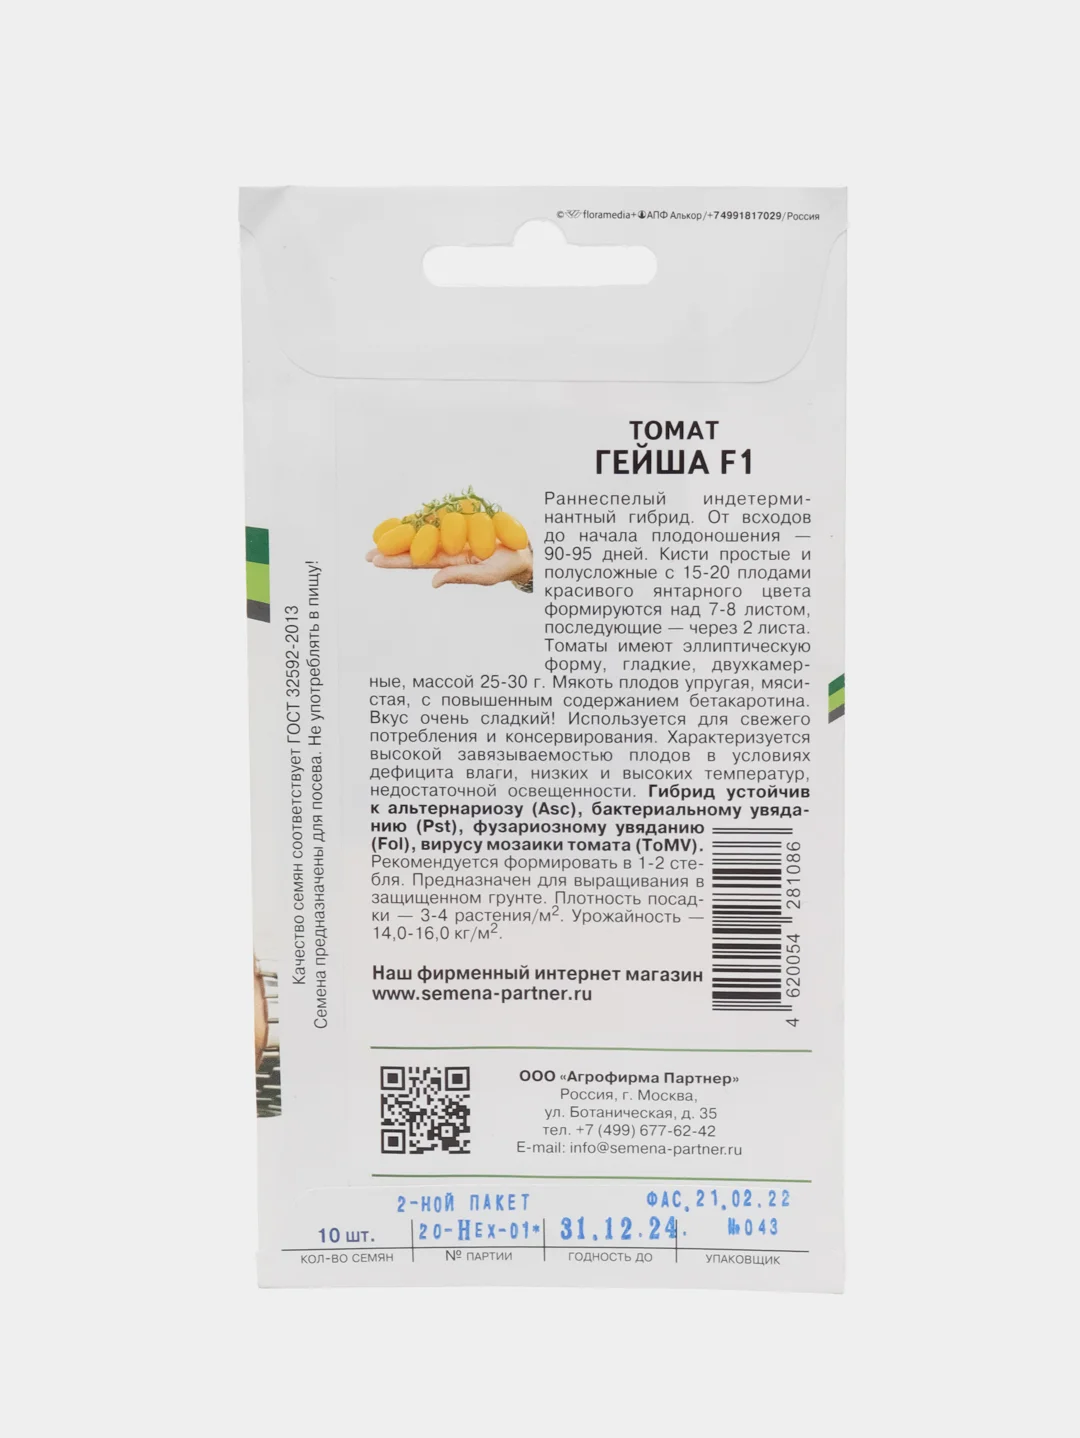 © floramedia+АПФ Алькор/+74991817029/Россия
ТОМАТ
ГЕЙША F1
Раннеспелый индетерми-
нантный гибрид. От всходов
до начала плодоношения —
90-95 дней. Кисти простые и
полусложные с 15-20 плодами
красивого янтарного цвета
формируются над 7-8 листом,
последующие — через 2 листа.
Томаты имеют эллиптическую
форму, гладкие, двухкамер-
ные, массой 25-30 г. Мякоть плодов упругая, мяси-
стая, с повышенным содержанием бетакаротина.
Вкус очень сладкий! Используется для свежего
потребления и консервирования. Характеризуется
высокой завязываемостью плодов в условиях
дефицита влаги, низких и высоких температур,
недостаточной освещенности. Гибрид устойчив
к альтернариозу (Asc), бактериальному увяда-
нию (Pst), фузариозному увяданию
(Fol), вирусу мозаики томата (ToMV).
Рекомендуется формировать в 1-2 сте-
бля. Предназначен для выращивания в
защищенном грунте. Плотность посад-
ки — 3-4 растения/м². Урожайность —
14,0-16,0 кг/м².
Наш фирменный интернет магазин
www.semena-partner.ru
4 620054 281086
Качество семян соответствует ГОСТ 32592-2013
Семена предназначены для посева. Не употреблять в пищу!
ООО «Агрофирма Партнер»
Россия, г. Москва,
ул. Ботаническая, д. 35
тел. +7 (499) 677-62-42
E-mail: info@semena-partner.ru
2-НОЙ ПАКЕТ ФАС. 21.02.22
10 шт. 20-НЕХ-01* 31.12.24. №043
КОЛ-ВО СЕМЯН № ПАРТИИ ГОДНОСТЬ ДО УПАКОВЩИК